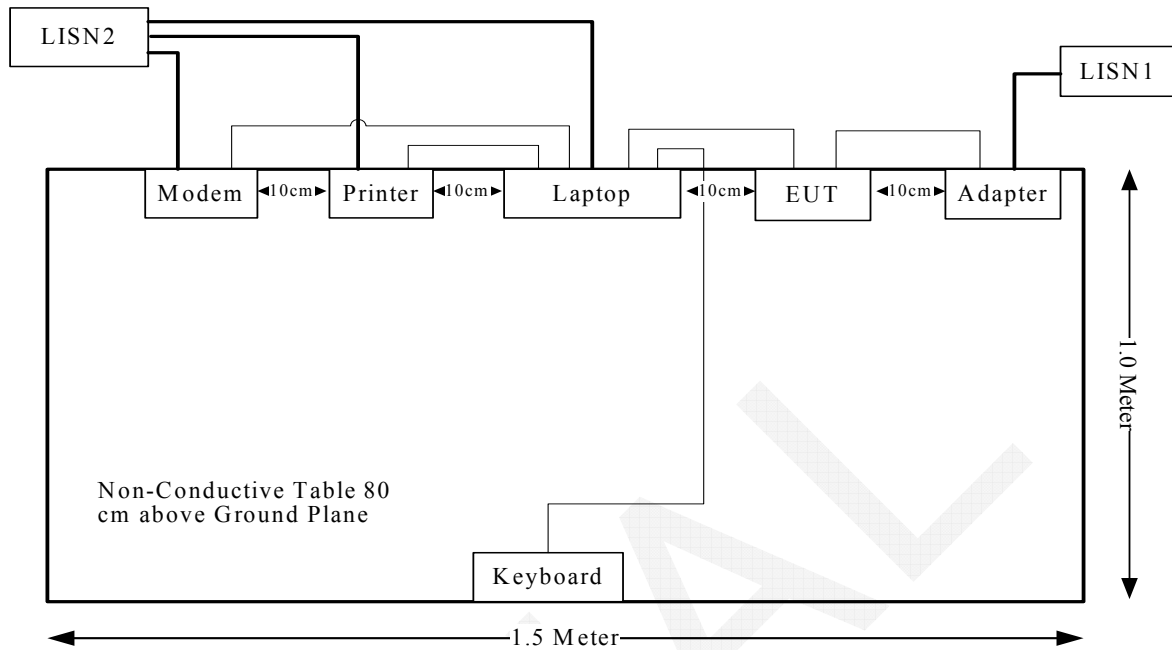 LISN2
LISN1
Modem
10cm
Printer
10cm
Laptop
10cm
EUT
10cm
Adapter
1.0 Meter
Non-Conductive Table 80
cm above Ground Plane
Keyboard
1.5 Meter